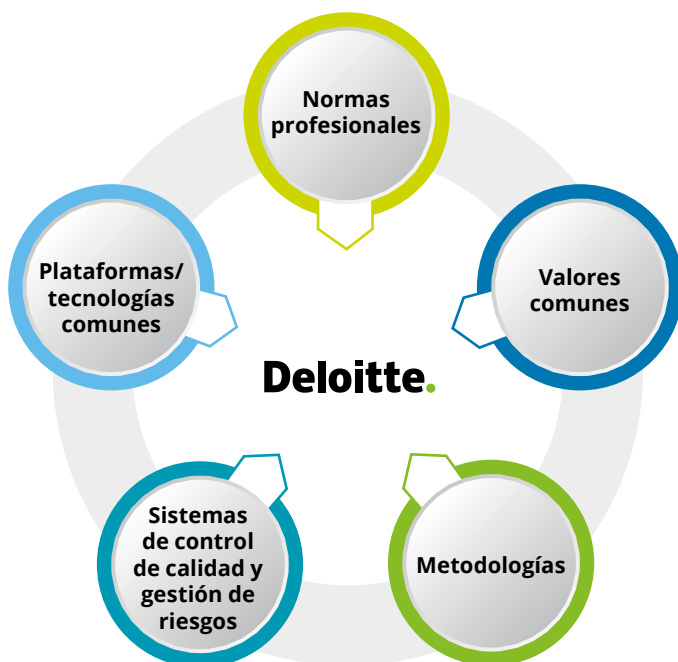 Normas
profesionales
Plataformas/
tecnologías
comunes
Valores
comunes
Deloitte.
Sistemas
de control
de calidad y
gestión de
riesgos
Metodologías